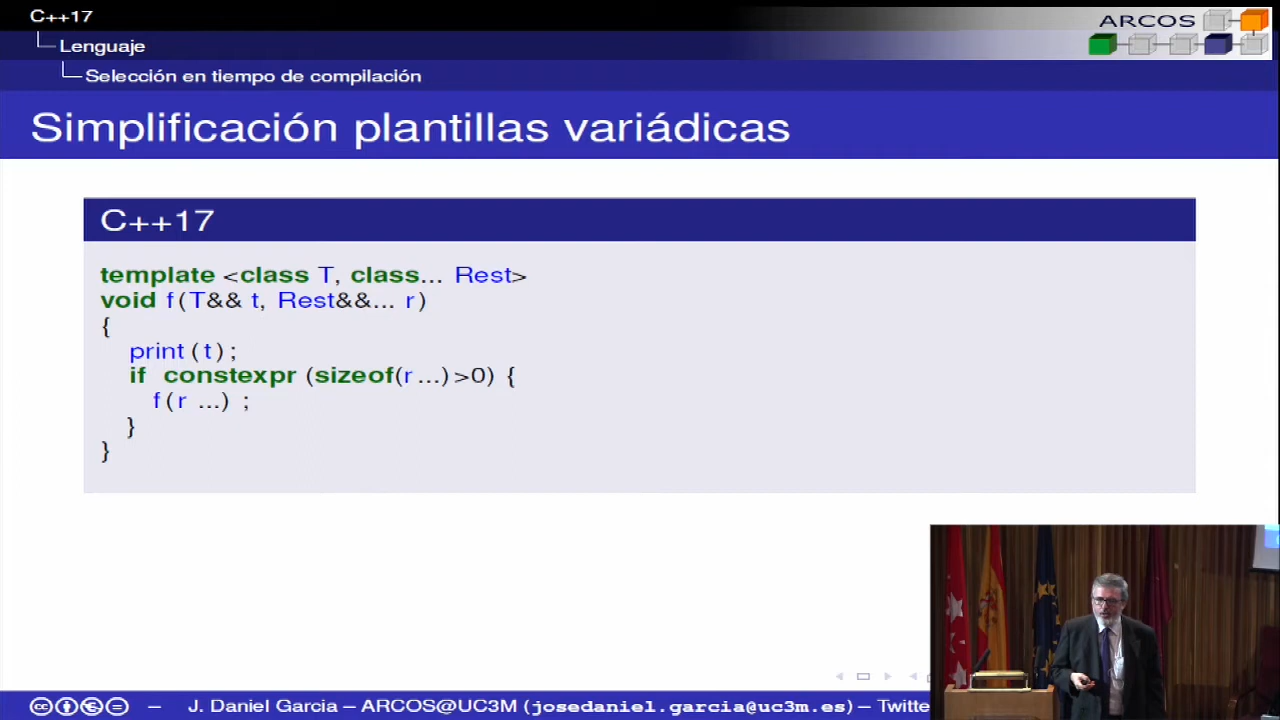 C++17
Lenguaje
Selección en tiempo de compilación
ARCOS
Simplificación plantillas variádicas
C++17
template <class T, class... Rest>
void f(T&& t, Rest&&... r)
{
print(t);
if constexpr (sizeof(r...)>0) {
f(r ...) ;
}
}
– J. Daniel Garcia – ARCOS@UC3M (josedaniel.garcia@uc3m.es) – Twitte